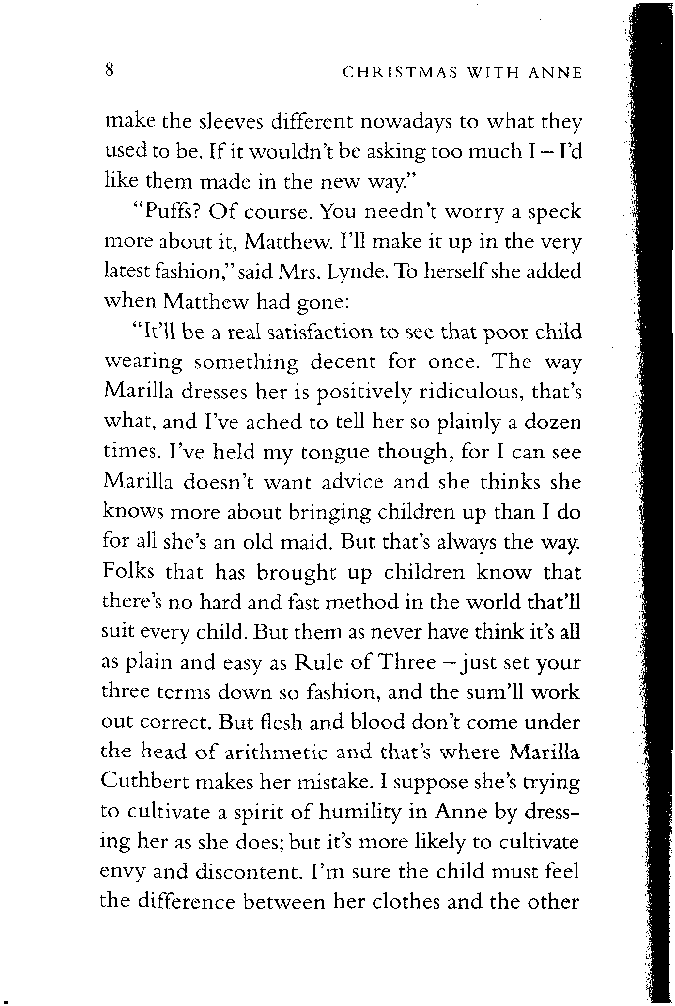 8 CHRISTMAS WITH ANNE
make the sleeves different nowadays to what they
used to be. If it wouldn't be asking too much I – I'd
like them made in the new way.”
“Puffs? Of course. You needn't worry a speck
more about it, Matthew. I'll make it up in the very
latest fashion,” said Mrs. Lynde. To herself she added
when Matthew had gone:
“It'll be a real satisfaction to see that poor child
wearing something decent for once. The way
Marilla dresses her is positively ridiculous, that's
what, and I've ached to tell her so plainly a dozen
times. I've held my tongue though, for I can see
Marilla doesn't want advice and she thinks she
knows more about bringing children up than I do
for all she's an old maid. But that's always the way.
Folks that has brought up children know that
there's no hard and fast method in the world that'll
suit every child. But them as never have think it's all
as plain and easy as Rule of Three – just set your
three terms down so fashion, and the sum'll work
out correct. But flesh and blood don't come under
the head of arithmetic and that's where Marilla
Cuthbert makes her mistake. I suppose she's trying
to cultivate a spirit of humility in Anne by dress-
ing her as she does; but it's more likely to cultivate
envy and discontent. I'm sure the child must feel
the difference between her clothes and the other